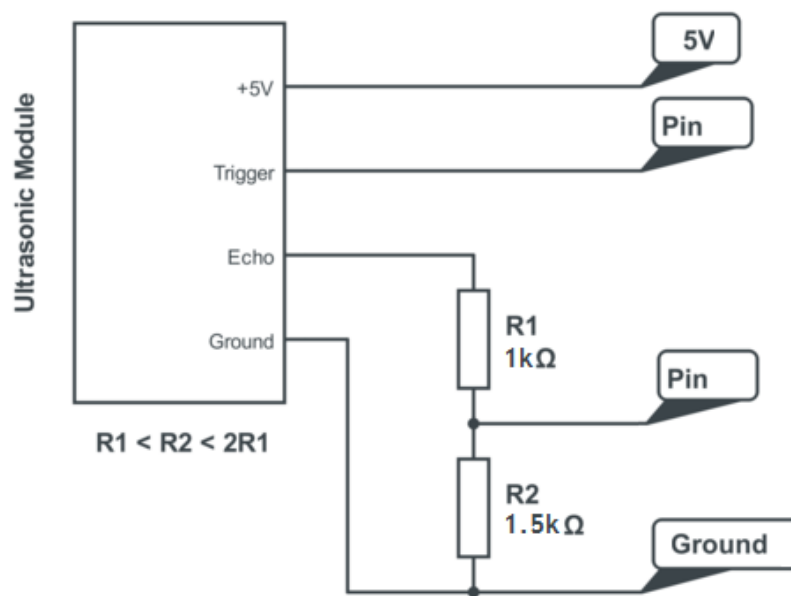 Ultrasonic Module
+5V
5V
Trigger
Pin
Echo
Ground
R1
1kΩ
Pin
R1 < R2 < 2R1
R2
1.5kΩ
Ground